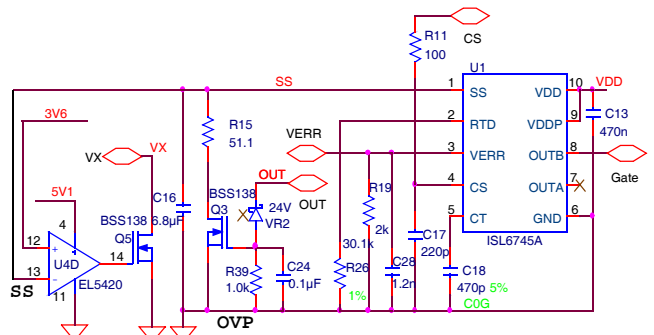 R11
100
CS
U1
SS
1
SS
VDD
10
VDD
3V6
2
RTD
VDDP
9
C13
470n
R15
51.1
VERR
3
VERR
OUTB
8
Gate
VX
VX
OUT
OUT
R19
2k
4
CS
OUTA
7
C16
6.8µF
BSS138
24V
VR2
5V1
BSS138
Q3
5
CT
GND
6
4
Q5
C17
220p
ISL6745A
12
U4D
14
13
EL5420
11
SS
30.1k
R26
1%
C28
1.2n
C18
470p
5%
C0G
R39
1.0k
C24
0.1µF
OVP